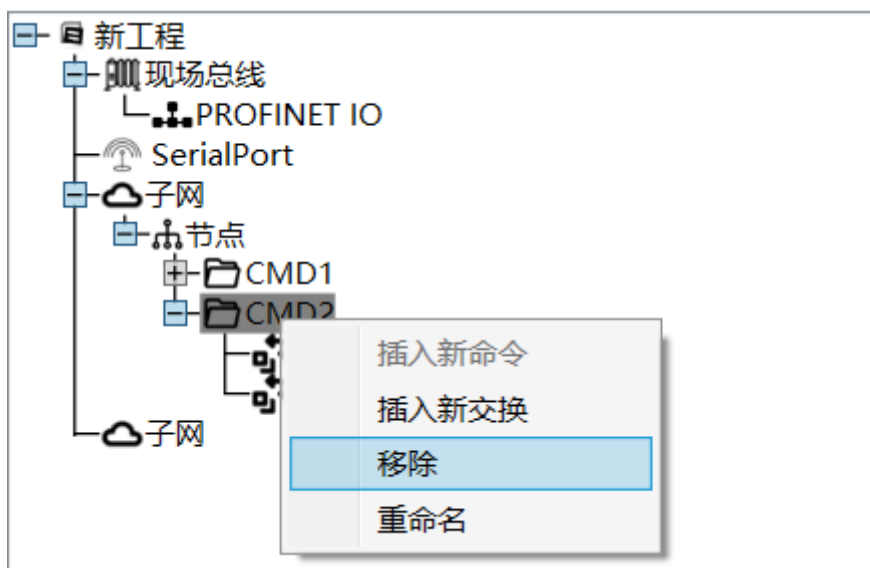 新工程
现场总线
PROFINET IO
SerialPort
子网
节点
CMD1
CMD2
插入新命令
插入新交换
移除
重命名
子网